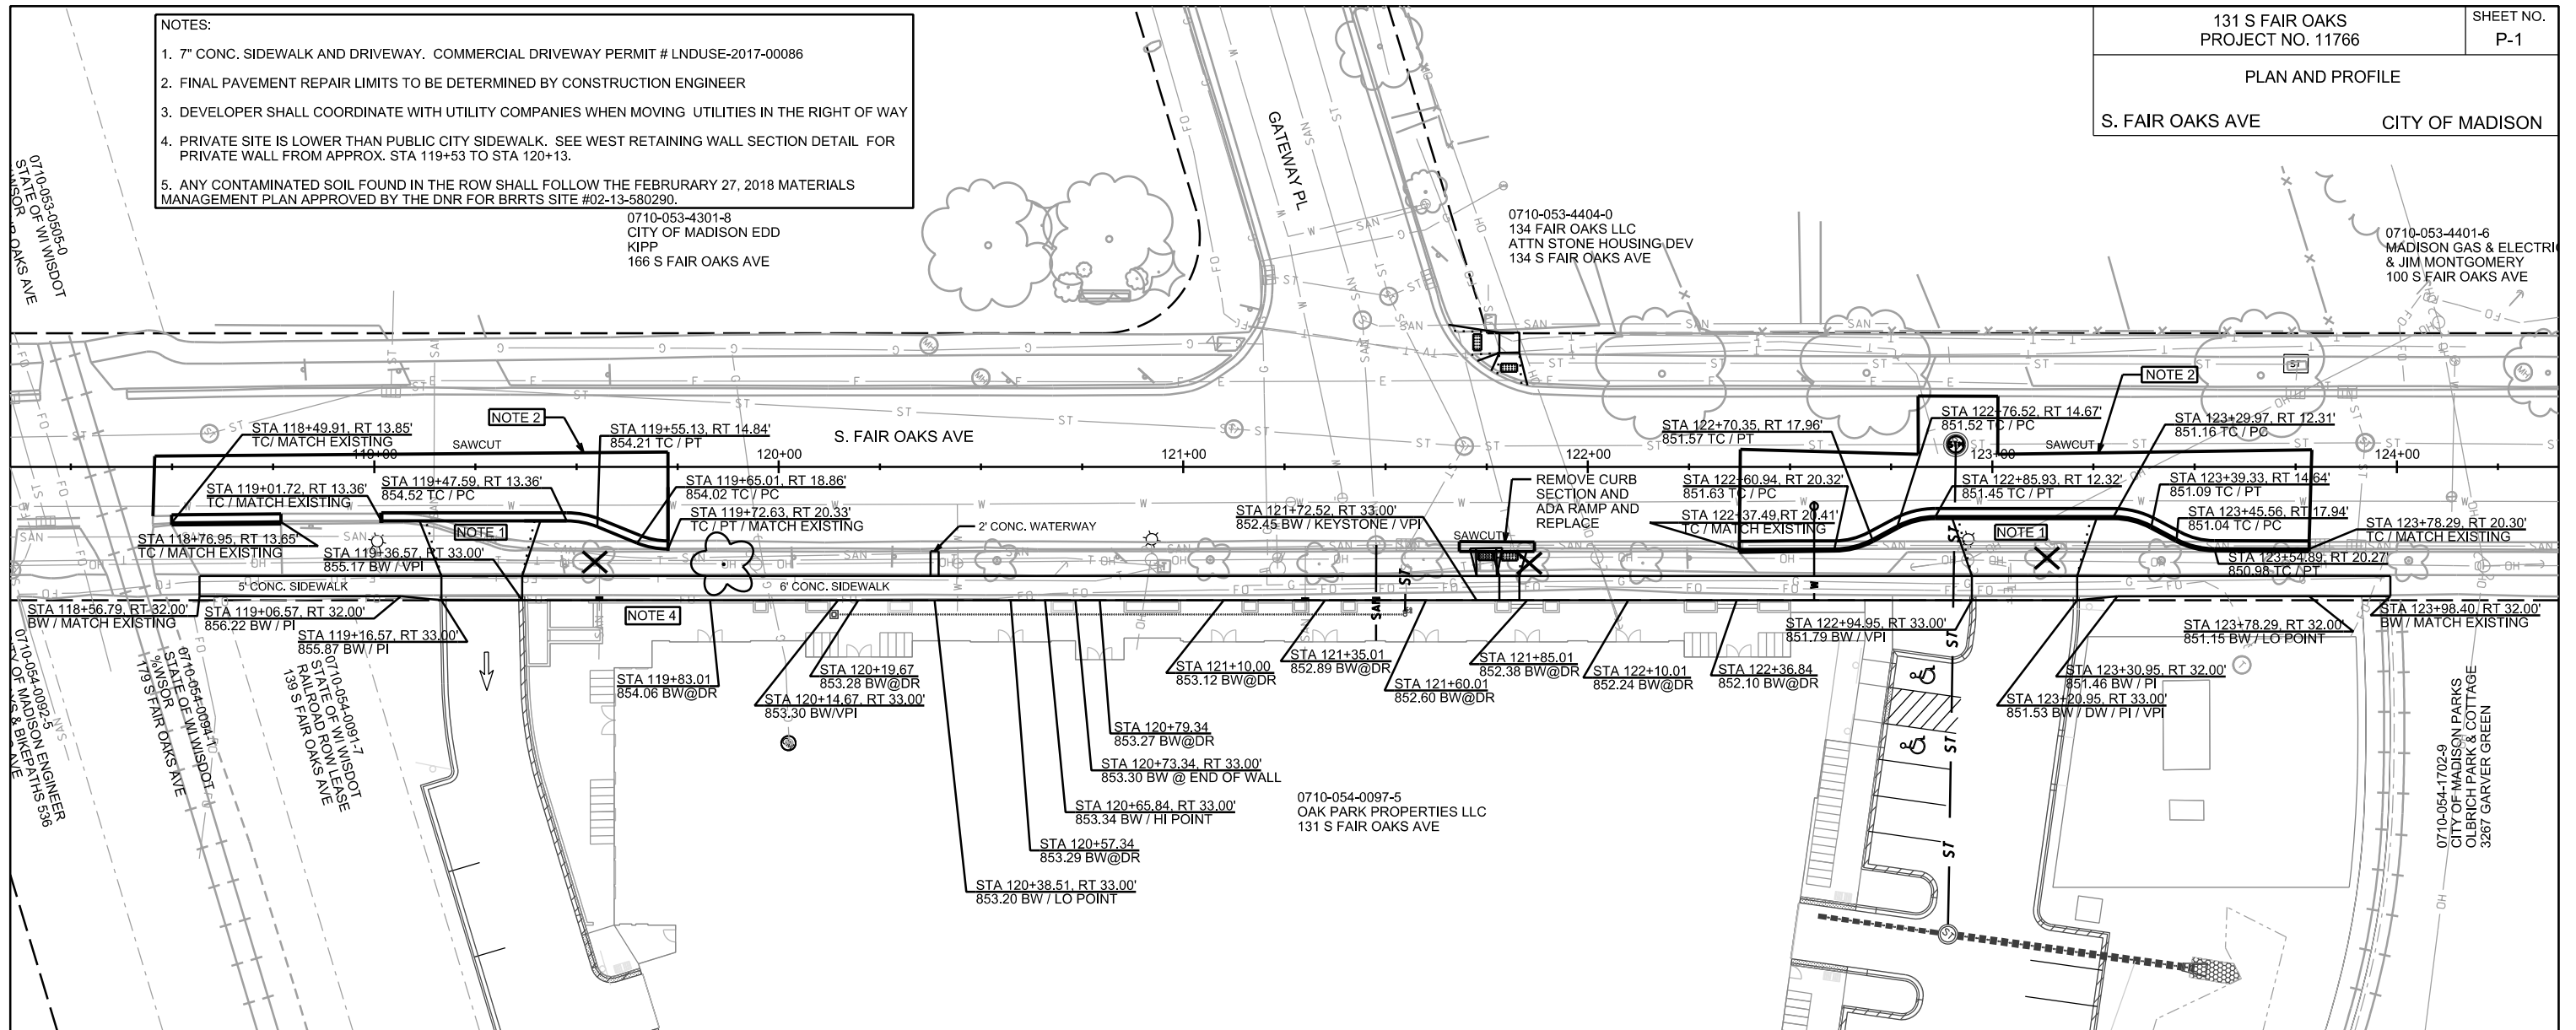 NOTES:
1. 7" CONC. SIDEWALK AND DRIVEWAY. COMMERCIAL DRIVEWAY PERMIT # LNDUSE-2017-00086
2. FINAL PAVEMENT REPAIR LIMITS TO BE DETERMINED BY CONSTRUCTION ENGINEER
3. DEVELOPER SHALL COORDINATE WITH UTILITY COMPANIES WHEN MOVING UTILITIES IN THE RIGHT OF WAY
4. PRIVATE SITE IS LOWER THAN PUBLIC CITY SIDEWALK. SEE WEST RETAINING WALL SECTION DETAIL FOR
PRIVATE WALL FROM APPROX. STA 119+53 TO STA 120+13.
5. ANY CONTAMINATED SOIL FOUND IN THE ROW SHALL FOLLOW THE FEBRURARY 27, 2018 MATERIALS
MANAGEMENT PLAN APPROVED BY THE DNR FOR BRRTS SITE #02-13-580290.
131 S FAIR OAKS
PROJECT NO. 11766
SHEET NO.
P-1
PLAN AND PROFILE
S. FAIR OAKS AVE
CITY OF MADISON
0710-053-0505-0
STATE OF WI WISDOT
OAKS AVE
0710-053-4301-8
CITY OF MADISON EDD
KIPP
166 S FAIR OAKS AVE
GATEWAY PL
0710-053-4404-0
134 FAIR OAKS LLC
ATTN STONE HOUSING DEV
134 S FAIR OAKS AVE
0710-053-4401-6
MADISON GAS & ELECTRI
& JIM MONTGOMERY
100 S FAIR OAKS AVE
NOTE 2
NOTE 2
STA 118+49.91, RT 13.85'
TC/ MATCH EXISTING
SAWCUT
STA 119+55.13, RT 14.84'
854.21 TC / PT
S. FAIR OAKS AVE
STA 122+70.35, RT 17.96'
851.57 TC / PT
STA 122+76.52, RT 14.67'
851.52 TC / PC
SAWCUT
STA 123+29.97, RT 12.31'
851.16 TC / PC
119+00
120+00
121+00
122+00
123+00
124+00
STA 119+01.72, RT 13.36'
TC / MATCH EXISTING
STA 119+47.59, RT 13.36'
854.52 TC / PC
STA 119+65.01, RT 18.86'
854.02 TC / PC
STA 119+72.63, RT 20.33'
TC / PT / MATCH EXISTING
2' CONC. WATERWAY
STA 121+72.52, RT 33.00'
852.45 BW / KEYSTONE / VPI
SAWCUT
REMOVE CURB
SECTION AND
ADA RAMP AND
REPLACE
STA 122+60.94, RT 20.32'
851.63 TC / PC
STA 122+37.49, RT 20.41'
TC / MATCH EXISTING
STA 122+85.93, RT 12.32'
851.45 TC / PT
STA 123+39.33, RT 14.64'
851.09 TC / PT
STA 123+45.56, RT 17.94'
851.04 TC / PC
STA 123+78.29, RT 20.30'
TC / MATCH EXISTING
STA 123+54.89, RT 20.27'
850.98 TC / PT
NOTE 1
NOTE 1
STA 118+76.95, RT 13.65'
TC / MATCH EXISTING
STA 119+36.57, RT 33.00'
855.17 BW / VPI
5' CONC. SIDEWALK
6' CONC. SIDEWALK
NOTE 4
STA 118+56.79, RT 32.00'
BW / MATCH EXISTING
STA 119+06.57, RT 32.00'
856.22 BW / PI
STA 119+16.57, RT 33.00'
855.87 BW / PI
STA 119+83.01
854.06 BW@DR
STA 120+19.67
853.28 BW@DR
STA 120+14.67, RT 33.00'
853.30 BW/VPI
STA 120+79.34
853.27 BW@DR
STA 120+73.34, RT 33.00'
853.30 BW @ END OF WALL
STA 120+65.84, RT 33.00'
853.34 BW / HI POINT
STA 120+57.34
853.29 BW@DR
STA 120+38.51, RT 33.00'
853.20 BW / LO POINT
STA 121+10.00
853.12 BW@DR
STA 121+35.01
852.89 BW@DR
STA 121+60.01
852.60 BW@DR
STA 121+85.01
852.38 BW@DR
STA 122+10.01
852.24 BW@DR
STA 122+36.84
852.10 BW@DR
STA 122+94.95, RT 33.00'
851.79 BW / VPI
STA 123+98.40, RT 32.00'
BW / MATCH EXISTING
STA 123+78.29, RT 32.00'
851.15 BW / LO POINT
STA 123+30.95, RT 32.00'
851.46 BW / PI
STA 123+20.95, RT 33.00'
851.53 BW / DW / PI / VPI
0710-054-0097-5
OAK PARK PROPERTIES LLC
131 S FAIR OAKS AVE
0710-054-0092-5
OF MADISON ENGINEER
& BIKEPATHS 536
0710-054-0094-1
STATE OF WI WISDOT
%WSOR
179 S FAIR OAKS AVE
0710-054-0091-7
STATE OF WI WISDOT
RAILROAD ROW LEASE
139 S FAIR OAKS AVE
0710-054-1702-9
CITY OF MADISON PARKS
OLBRICH PARK & COTTAGE
3267 GARVER GREEN